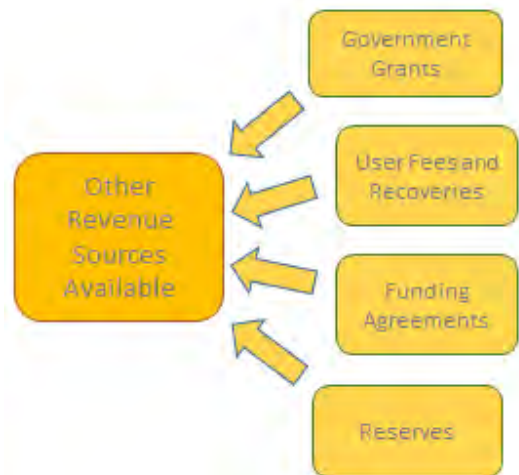 Government
Grants
User Fees and
Recoveries
Other
Revenue
Sources
Available
Funding
Agreements
Reserves